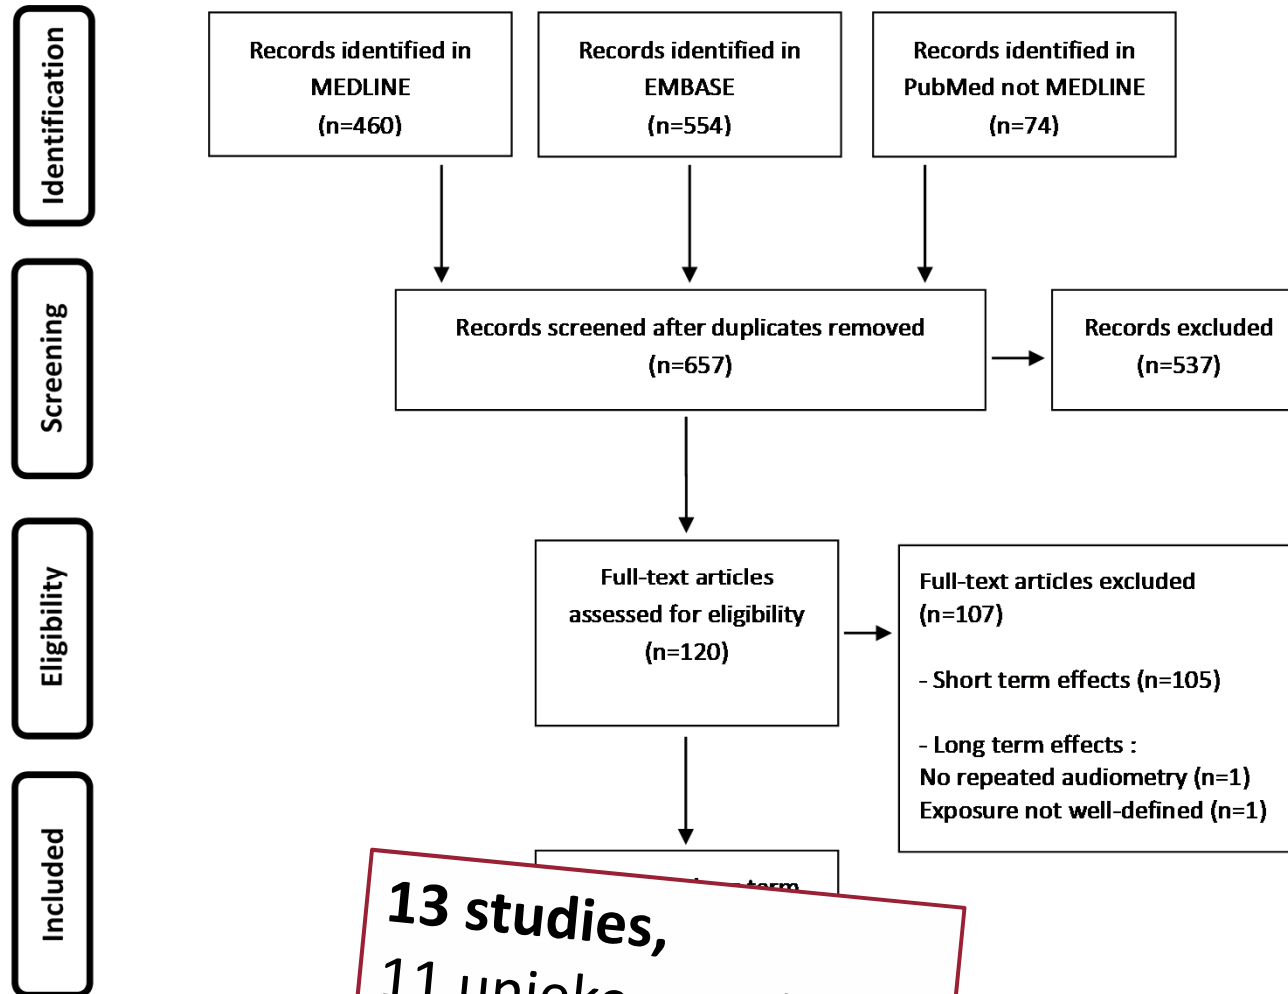 Identification
Records identified in
MEDLINE
(n=460)
Records identified in
EMBASE
(n=554)
Records identified in
PubMed not MEDLINE
(n=74)
Screening
Records screened after duplicates removed
(n=657)
Records excluded
(n=537)
Eligibility
Full-text articles
assessed for eligibility
(n=120)
Full-text articles excluded
(n=107)
- Short term effects (n=105)
- Long term effects :
No repeated audiometry (n=1)
Exposure not well-defined (n=1)
Included
term
13 studies,
11 unieke